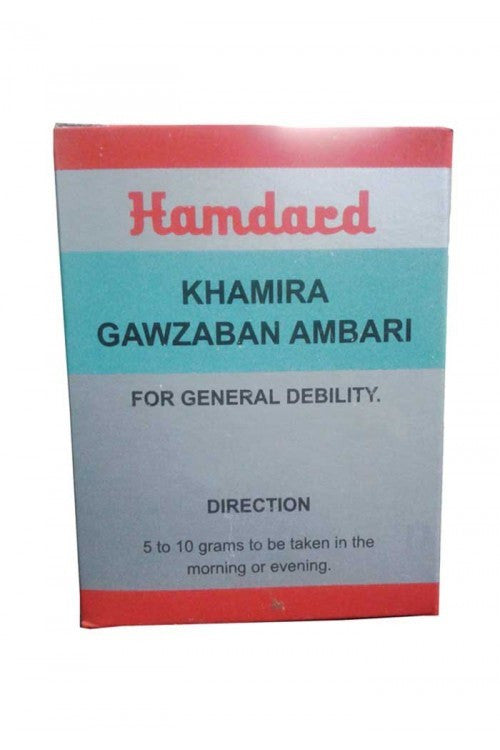 Hamdard
KHAMIRA
GAWZABAN AMBARI
FOR GENERAL DEBILITY.
DIRECTION
5 to 10 grams to be taken in the
morning or evening.